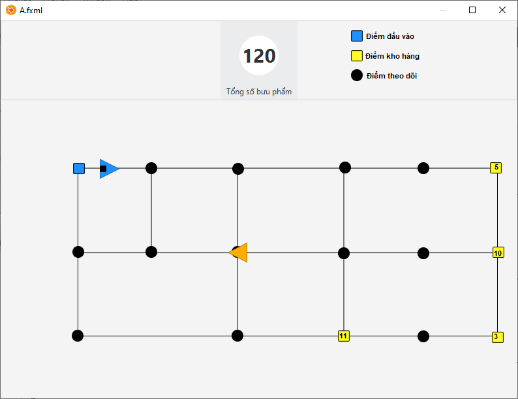 A.fxml
120
Tổng số bưu phẩm
Điểm đầu vào
Điểm kho hàng
Điểm theo dõi
5
10
11
3